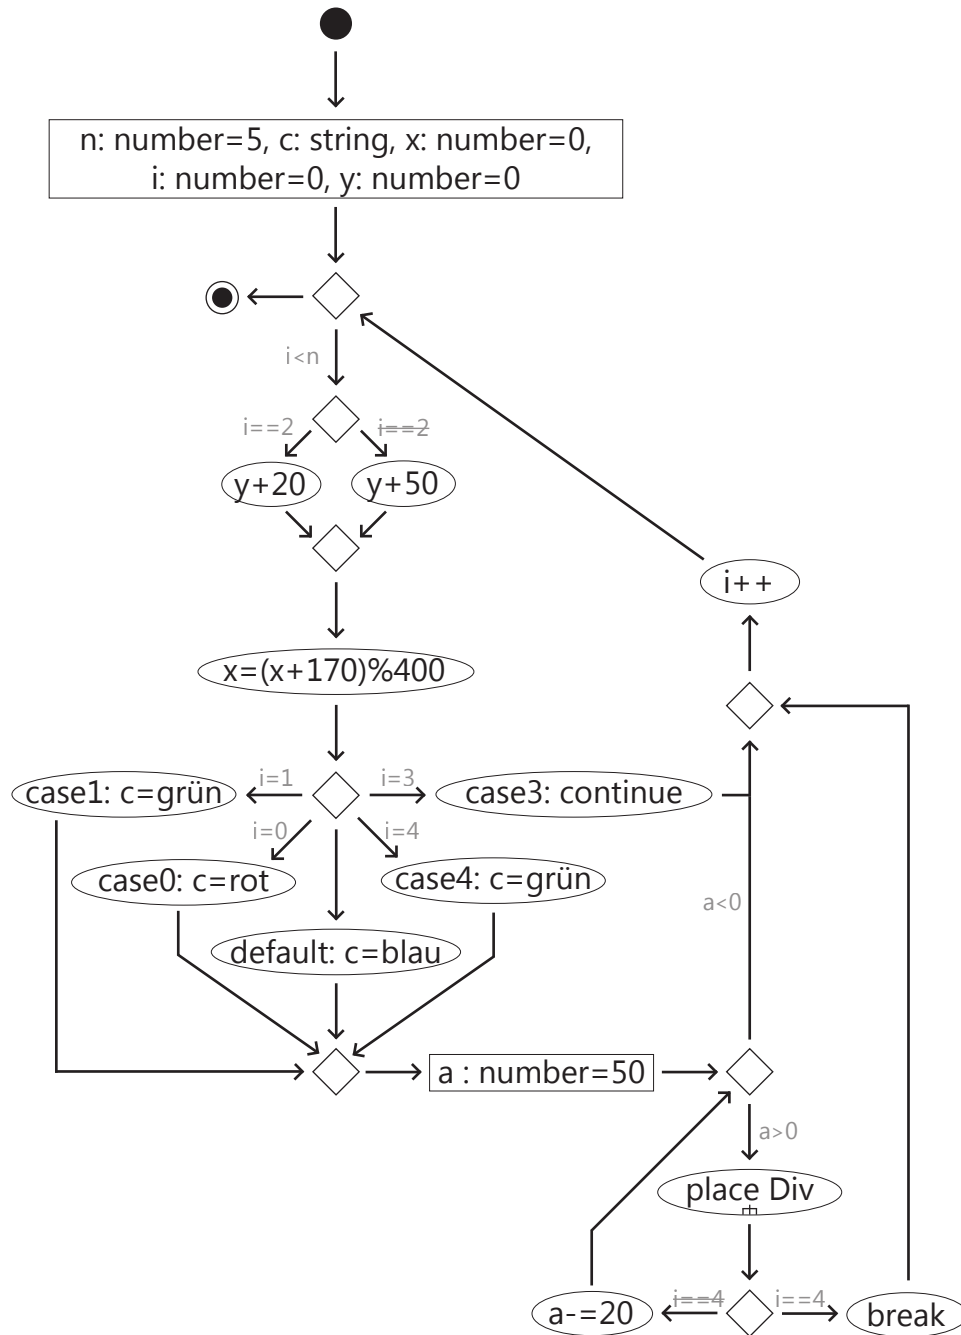 n: number=5, c: string, x: number=0,
i: number=0, y: number=0
i<n
i==2
i==2
y+20
y+50
i++
x=(x+170)%400
i=1
i=3
case1: c=grün
case3: continue
i=0
i=4
case0: c=rot
case4: c=grün
a<0
default: c=blau
a : number=50
a>0
place Div
i==4
i==4
a-=20
break